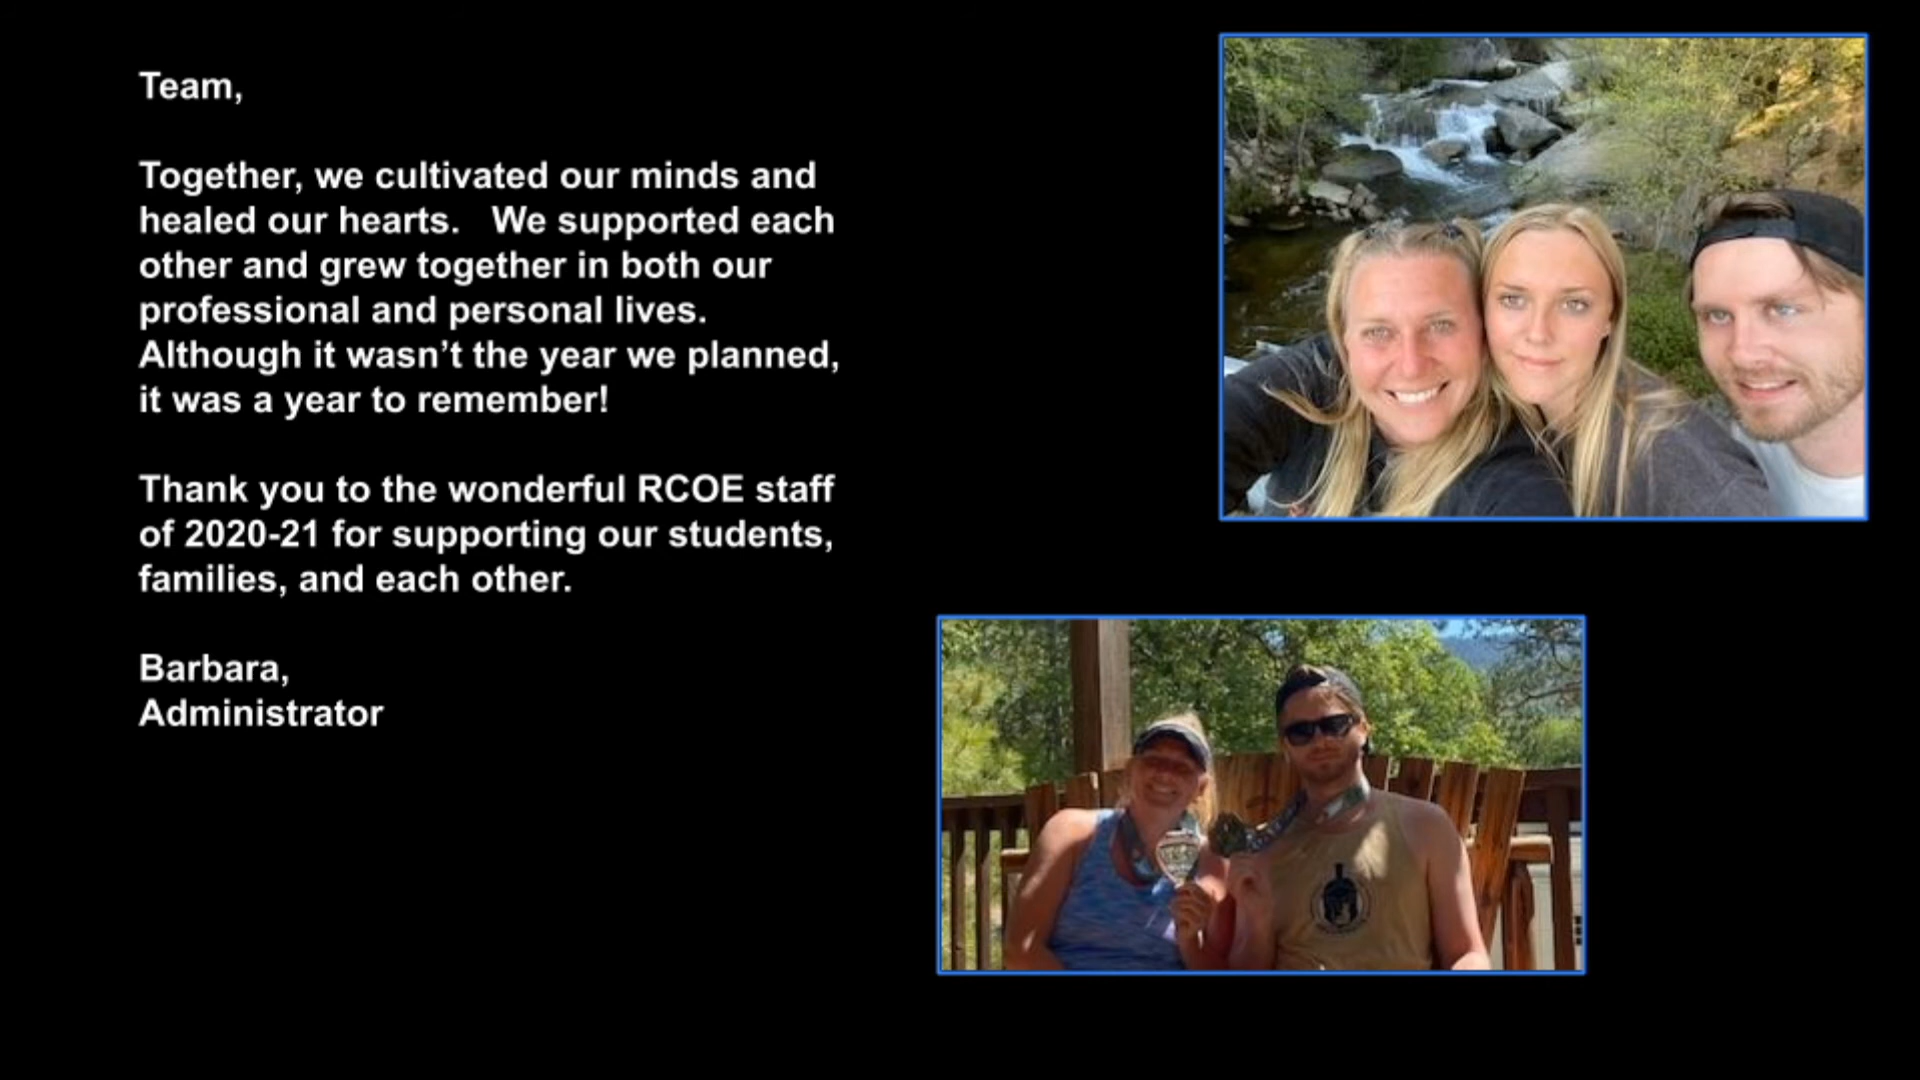 Team,
Together, we cultivated our minds and
healed our hearts.   We supported each
other and grew together in both our
professional and personal lives.
Although it wasn’t the year we planned,
it was a year to remember!
Thank you to the wonderful RCOE staff
of 2020-21 for supporting our students,
families, and each other.
Barbara,
Administrator